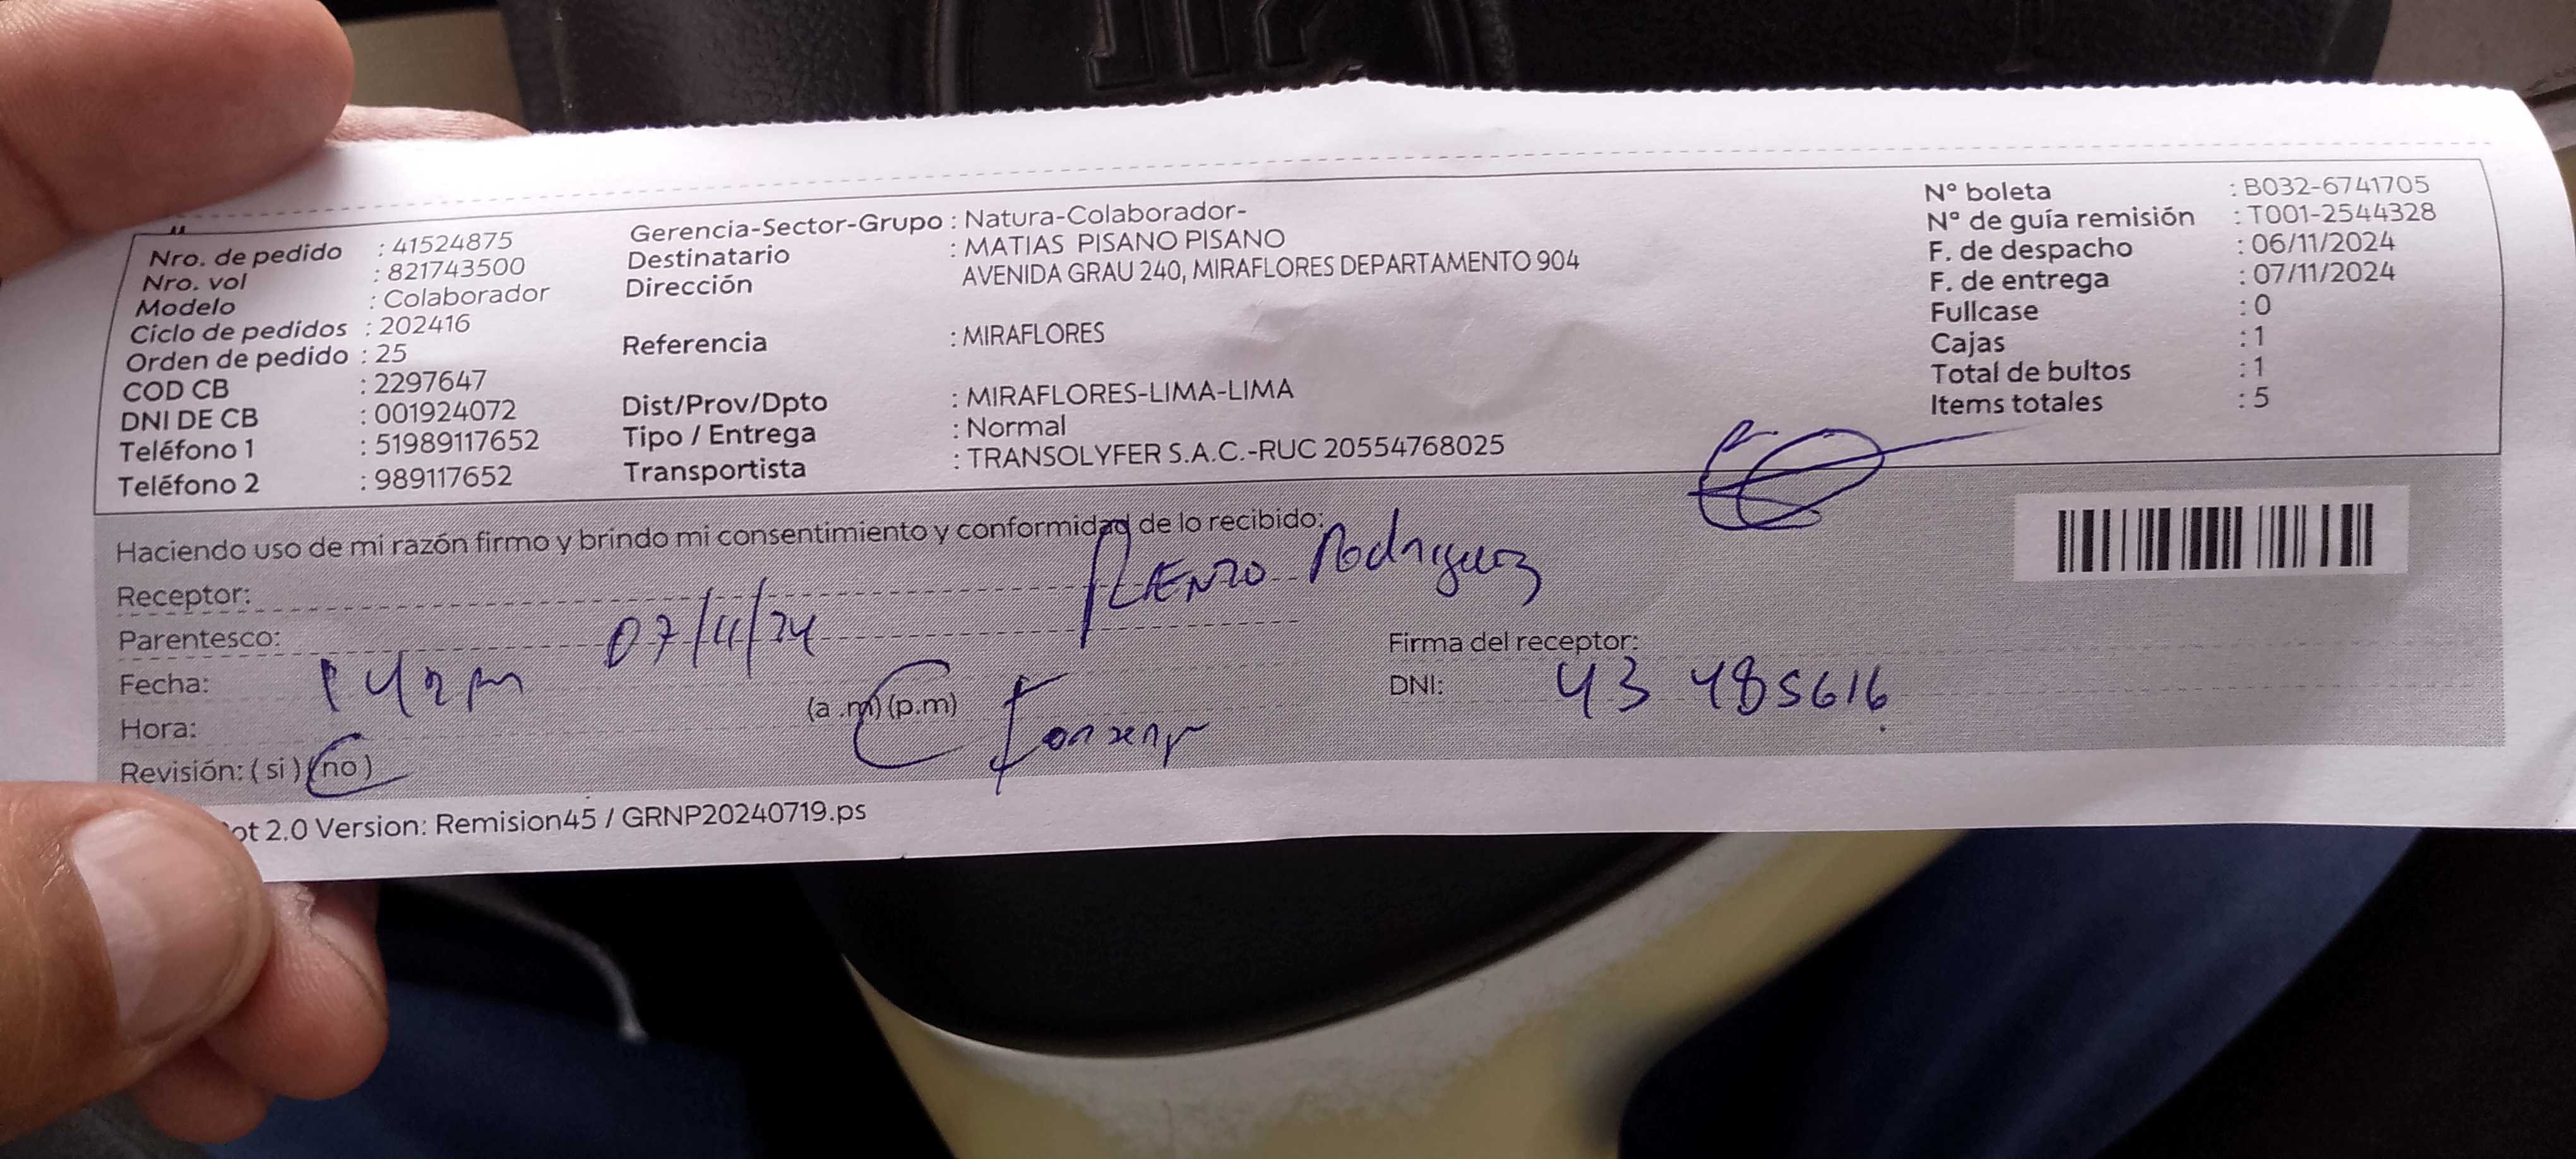 Nro. de pedido : 41524875
Nro. vol : 821743500
Modelo : Colaborador
Ciclo de pedidos : 202416
Orden de pedido : 25
COD CB : 2297647
DNI DE CB : 001924072
Teléfono 1 : 51989117652
Teléfono 2 : 989117652
Gerencia-Sector-Grupo : Natura-Colaborador-
Destinatario : MATIAS PISANO PISANO
Dirección AVENIDA GRAU 240, MIRAFLORES DEPARTAMENTO 904
Referencia : MIRAFLORES
Dist/Prov/Dpto : MIRAFLORES-LIMA-LIMA
Tipo / Entrega : Normal
Transportista : TRANSOLYFER S.A.C.-RUC 20554768025
Nº boleta : B032-6741705
Nº de guía remisión : T001-2544328
F. de despacho : 06/11/2024
F. de entrega : 07/11/2024
Fullcase : 0
Cajas : 1
Total de bultos : 1
Items totales : 5
Haciendo uso de mi razón firmo y brindo mi consentimiento y conformidad de lo recibido:
Receptor: RENZO Rodriguez
Parentesco:
Fecha: 07/11/24
Hora: (a .m) (p.m)
Revisión: ( si ) (no )
Firma del receptor:
DNI: 43485616
ot 2.0 Version: Remision45 / GRNP20240719.ps